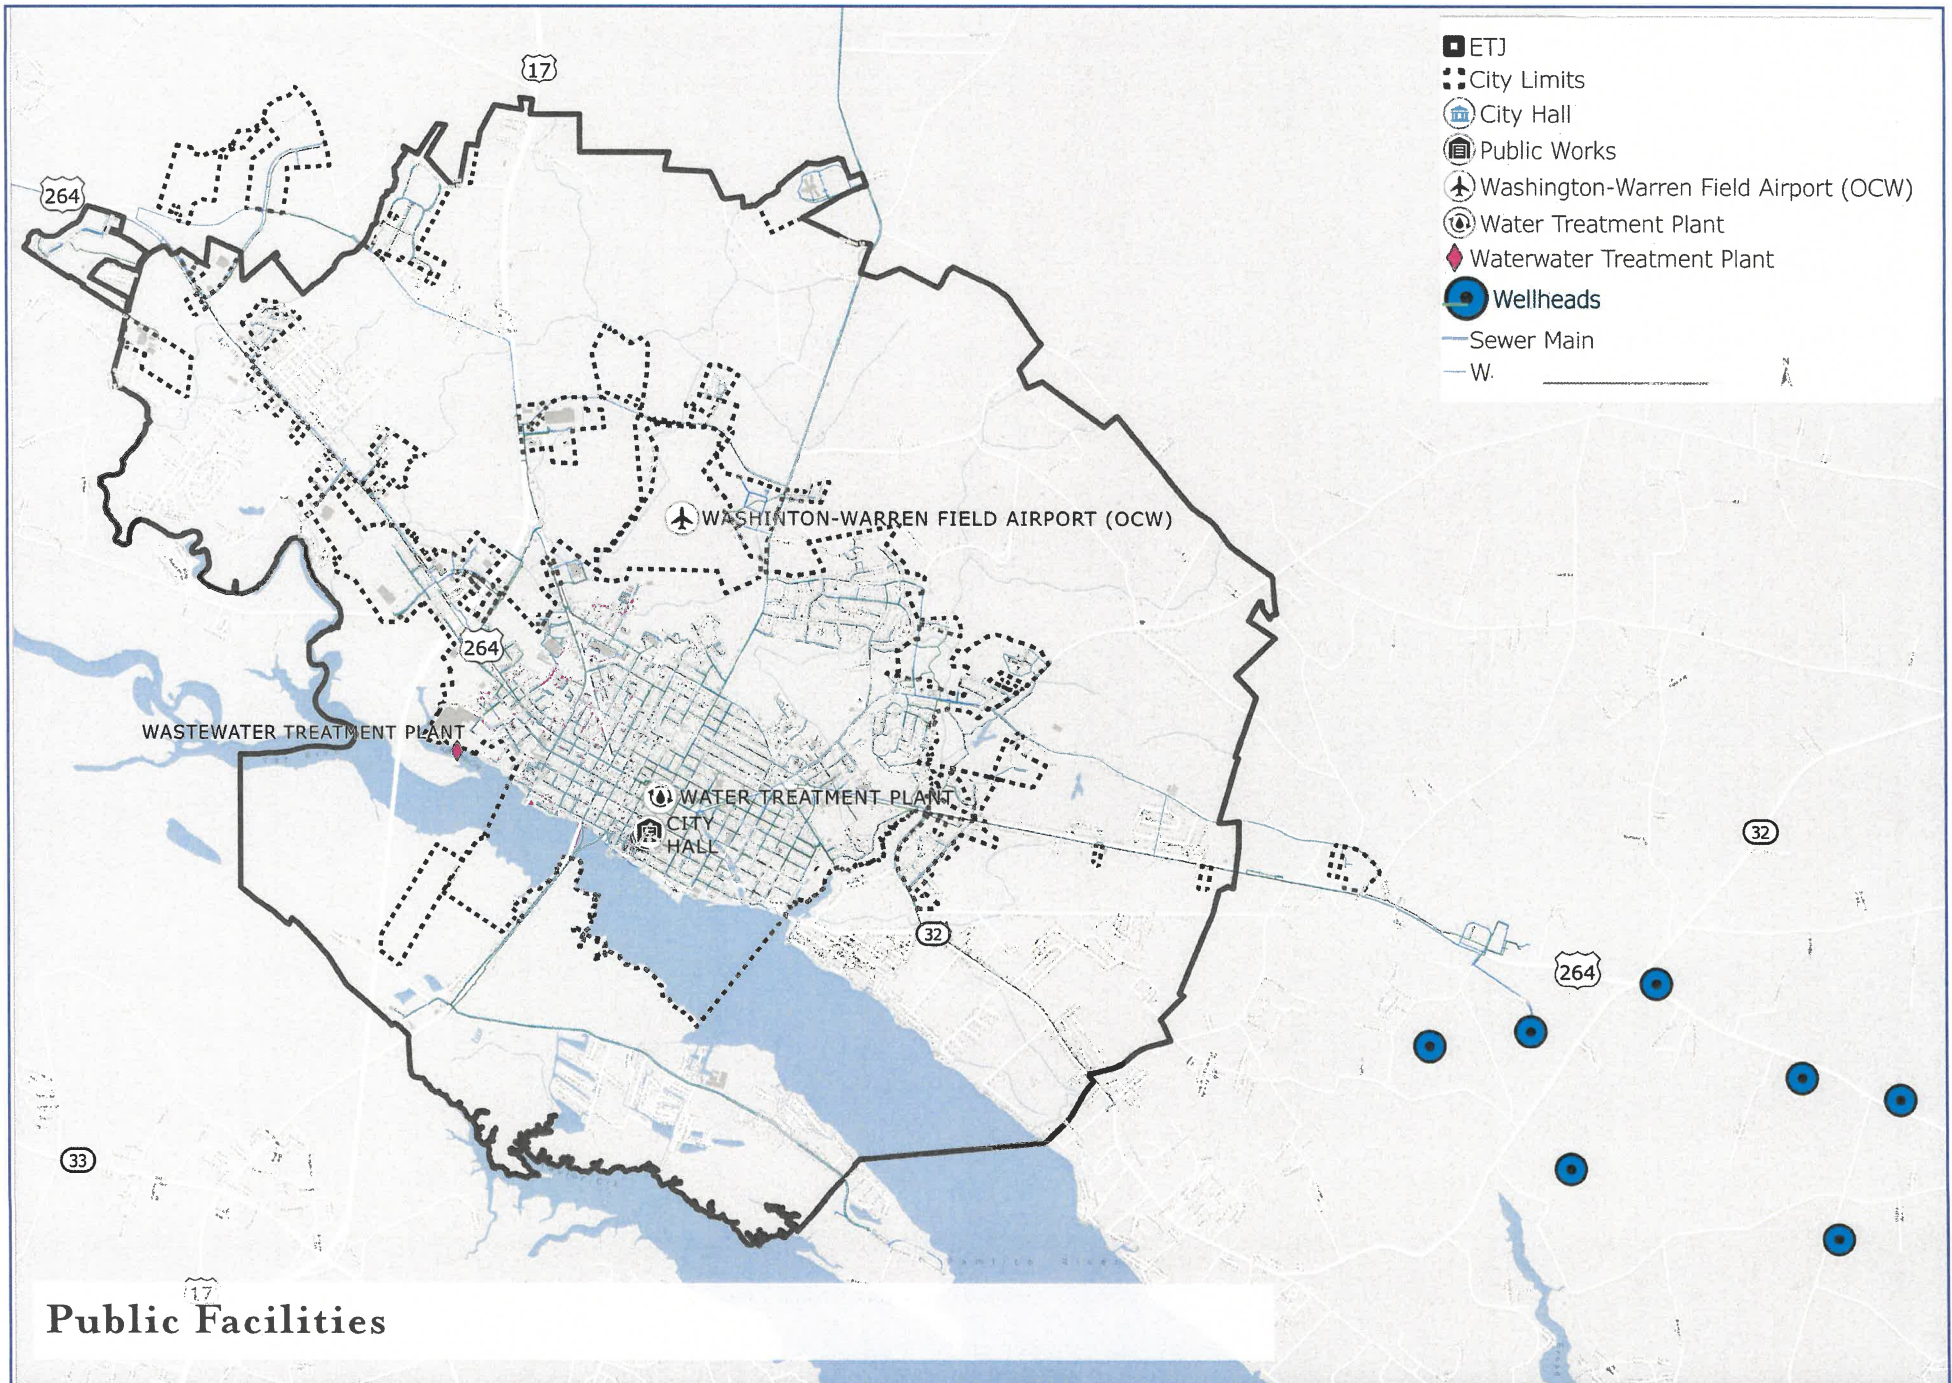 17
ETJ
City Limits
City Hall
Public Works
Washington-Warren Field Airport (OCW)
Water Treatment Plant
Waterwater Treatment Plant
Wellheads
Sewer Main
W.
N
264
WASHINTON-WARREN FIELD AIRPORT (OCW)
264
WASTEWATER TREATMENT PLANT
WATER TREATMENT PLANT
CITY
HALL
32
32
264
33
Pamlico River
17
Public Facilities